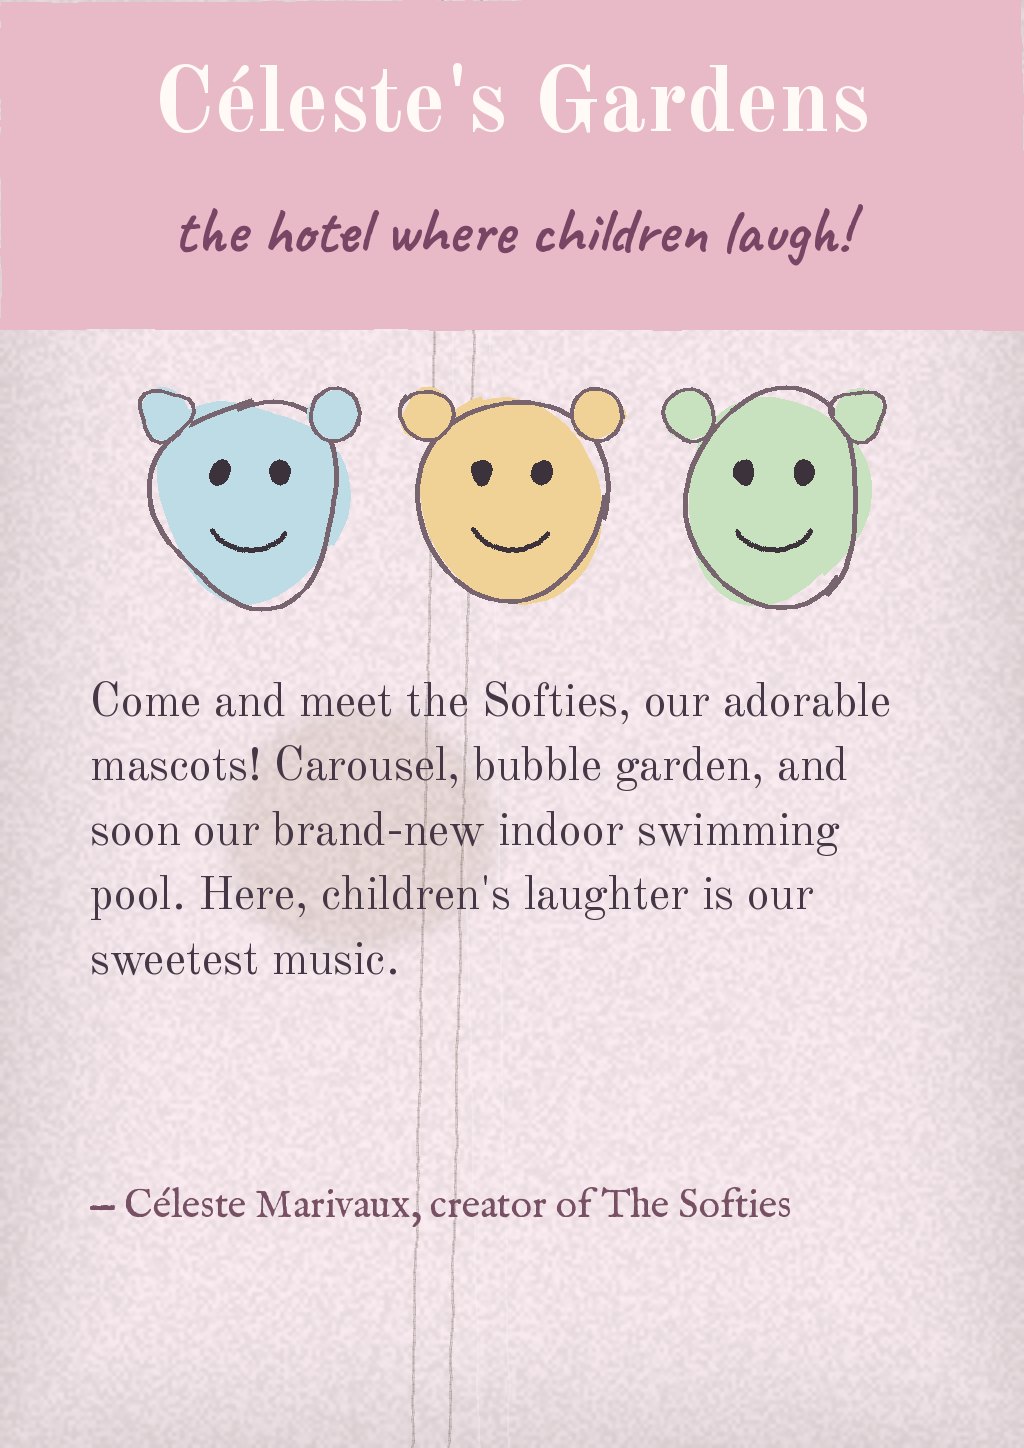 Céleste's Gardens
the hotel where children laugh!
Come and meet the Softies, our adorable
mascots! Carousel, bubble garden, and
soon our brand-new indoor swimming
pool. Here, children's laughter is our
sweetest music.
— Céleste Marivaux, creator of The Softies